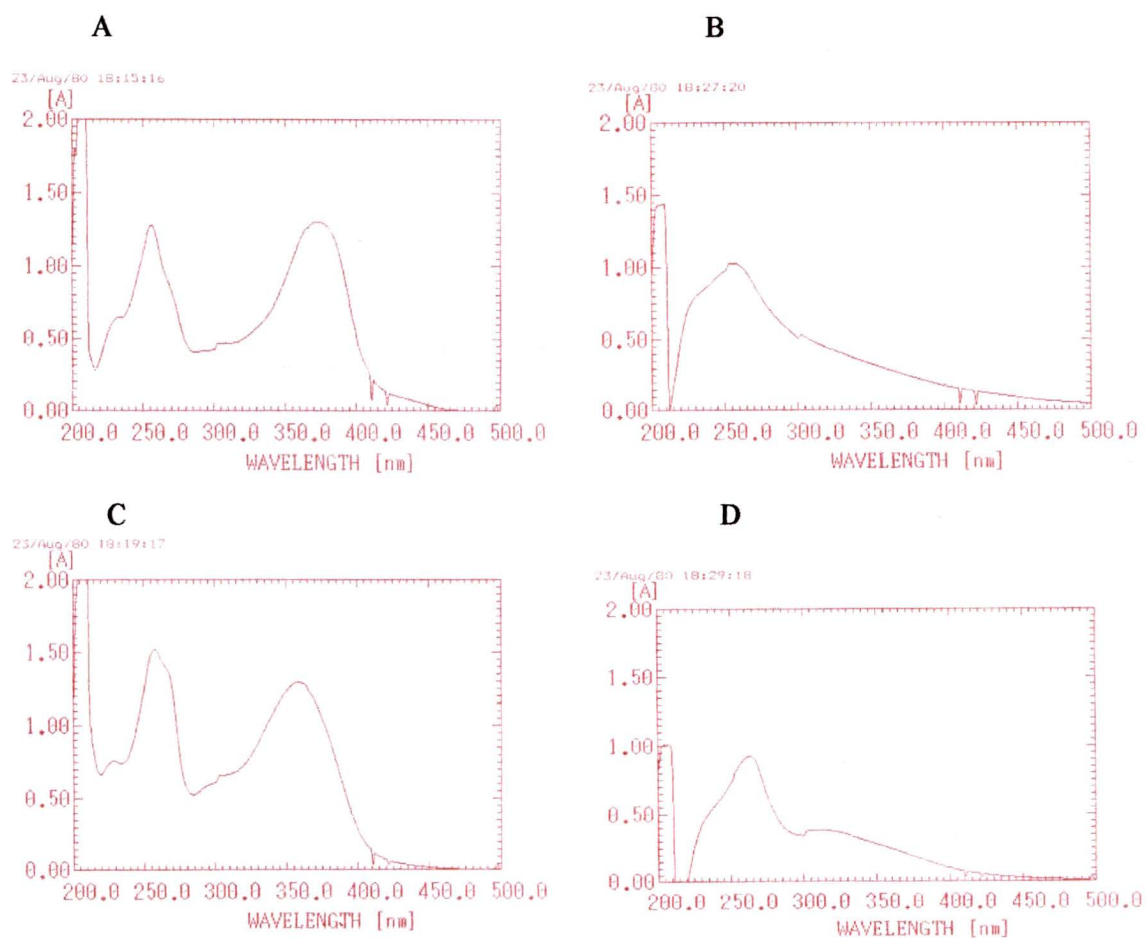 A
23/Aug/80 18:15:16
[A]
2.00
1.50
1.00
0.50
0.00
200.0 250.0 300.0 350.0 400.0 450.0 500.0
WAVELENGTH [nm]
B
23/Aug/80 18:27:20
[A]
2.00
1.50
1.00
0.50
0.00
200.0 250.0 300.0 350.0 400.0 450.0 500.0
WAVELENGTH [nm]
C
23/Aug/80 18:19:17
[A]
2.00
1.50
1.00
0.50
0.00
200.0 250.0 300.0 350.0 400.0 450.0 500.0
WAVELENGTH [nm]
D
23/Aug/80 18:29:18
[A]
2.00
1.50
1.00
0.50
0.00
200.0 250.0 300.0 350.0 400.0 450.0 500.0
WAVELENGTH [nm]